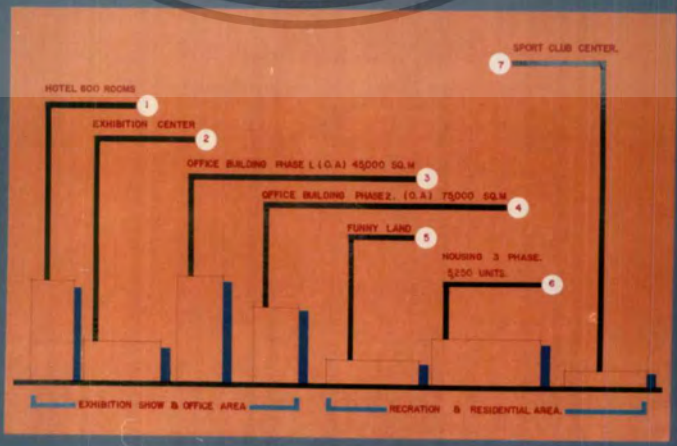 SPORT CLUB CENTER.
7
HOTEL 600 ROOMS
1
EXHIBITION CENTER
2
OFFICE BUILDING PHASE 1. (O.A) 45,000 SQ.M
3
OFFICE BUILDING PHASE 2. (O.A) 75,000 SQ.M
4
FUNNY LAND
5
HOUSING 3 PHASE.
5,250 UNITS.
6
EXHIBITION SHOW & OFFICE AREA
RECRATION & RESIDENTIAL AREA.